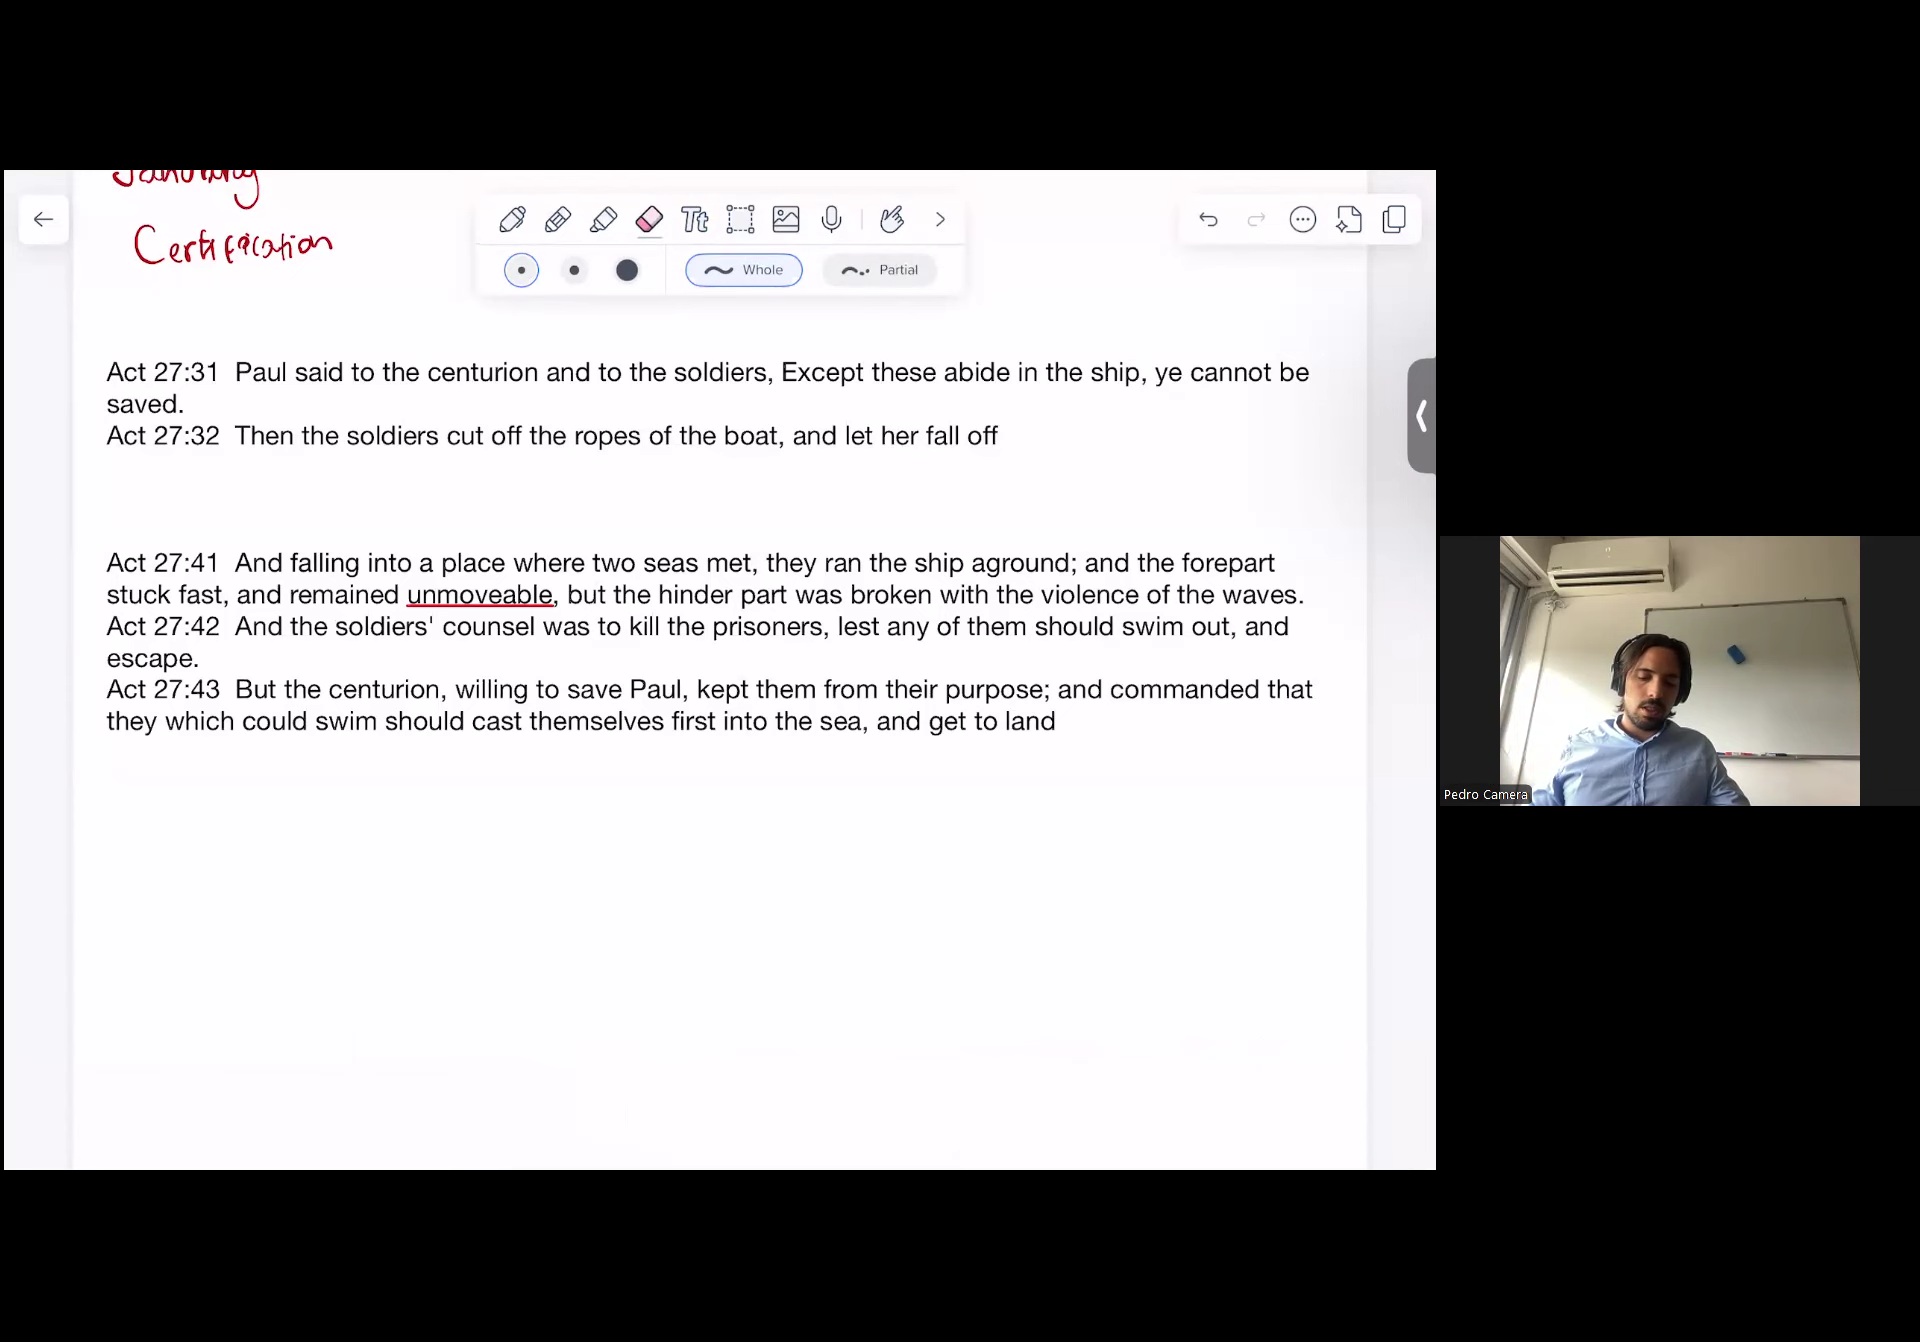 Certification
Whole
Partial
Act 27:31 Paul said to the centurion and to the soldiers, Except these abide in the ship, ye cannot be
saved.
Act 27:32 Then the soldiers cut off the ropes of the boat, and let her fall off
Act 27:41 And falling into a place where two seas met, they ran the ship aground; and the forepart
stuck fast, and remained unmoveable, but the hinder part was broken with the violence of the waves.
Act 27:42 And the soldiers' counsel was to kill the prisoners, lest any of them should swim out, and
escape.
Act 27:43 But the centurion, willing to save Paul, kept them from their purpose; and commanded that
they which could swim should cast themselves first into the sea, and get to land
Pedro Camera